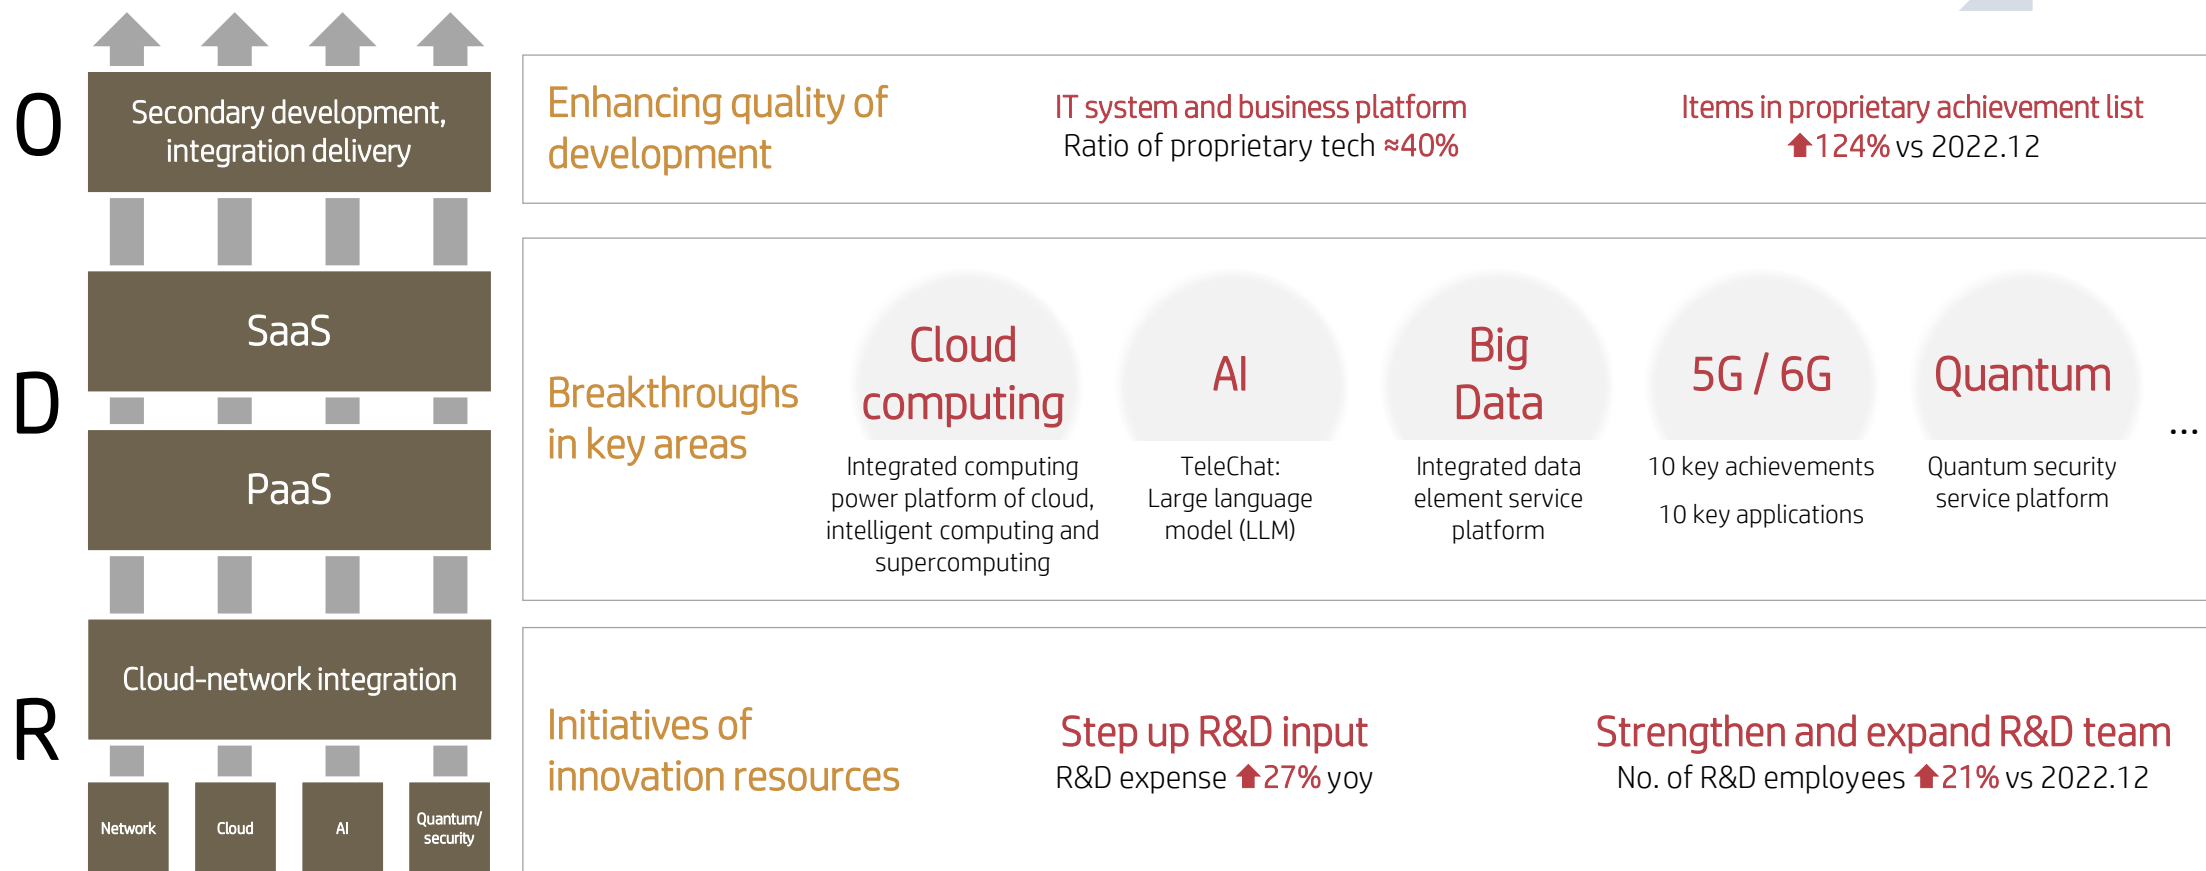 O
Secondary development,
integration delivery
Enhancing quality of
development
IT system and business platform
Ratio of proprietary tech ≈40%
Items in proprietary achievement list
⬆124% vs 2022.12
D
SaaS
PaaS
Breakthroughs
in key areas
Cloud
computing
Integrated computing
power platform of cloud,
intelligent computing and
supercomputing
AI
TeleChat:
Large language
model (LLM)
Big
Data
Integrated data
element service
platform
5G / 6G
10 key achievements
10 key applications
Quantum
Quantum security
service platform
...
R
Cloud-network integration
Network
Cloud
AI
Quantum/
security
Initiatives of
innovation resources
Step up R&D input
R&D expense ⬆27% yoy
Strengthen and expand R&D team
No. of R&D employees ⬆21% vs 2022.12